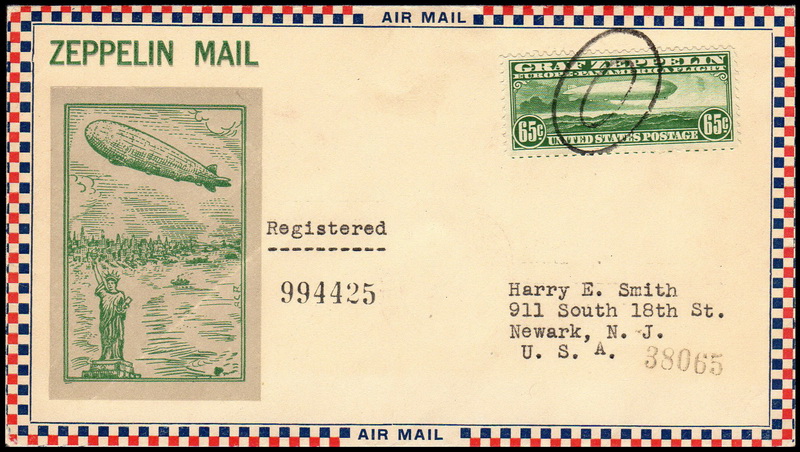 AIR MAIL
ZEPPELIN MAIL
GRAF ZEPPELIN
EUROPE PAN AMERICA FLIGHT
65¢ UNITED STATES POSTAGE 65¢
Registered
994425
Harry E. Smith
911 South 18th St.
Newark, N. J.
U. S. A.
38065
AIR MAIL